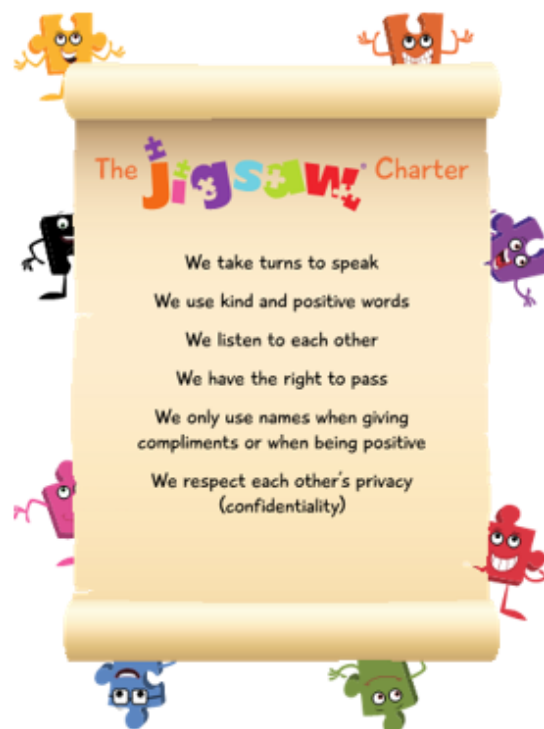 The Jigsaw® Charter
We take turns to speak
We use kind and positive words
We listen to each other
We have the right to pass
We only use names when giving
compliments or when being positive
We respect each other's privacy
(confidentiality)